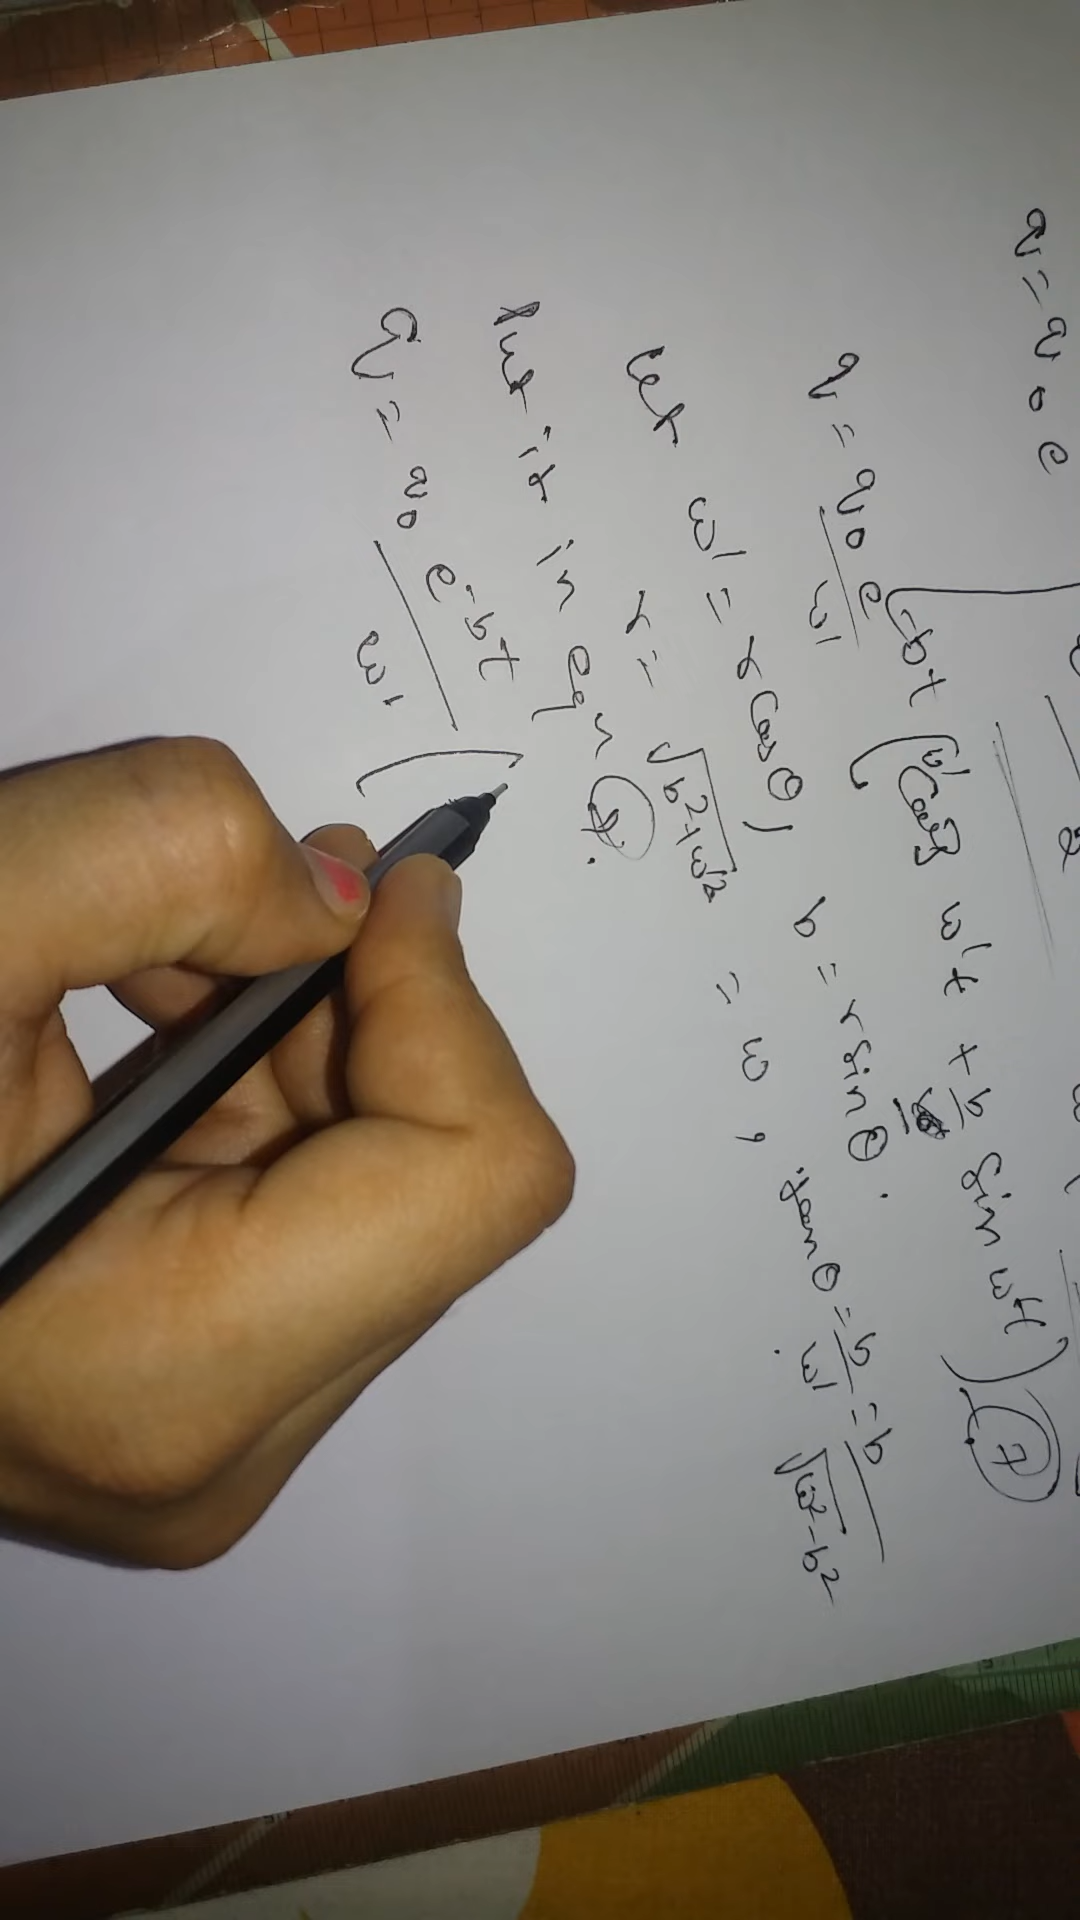 q = q₀ e
q = q₀ e^-bt / ω' (ω' Cos ω't + b sin ω't) . (7)
let ω' = r Cos θ, b = r sin θ.
r = √b²+ω'² = ω, tan θ = b/ω' = b/√ω²-b²
Put it in eqn (7).
q = q₀ e^-bt / ω' (